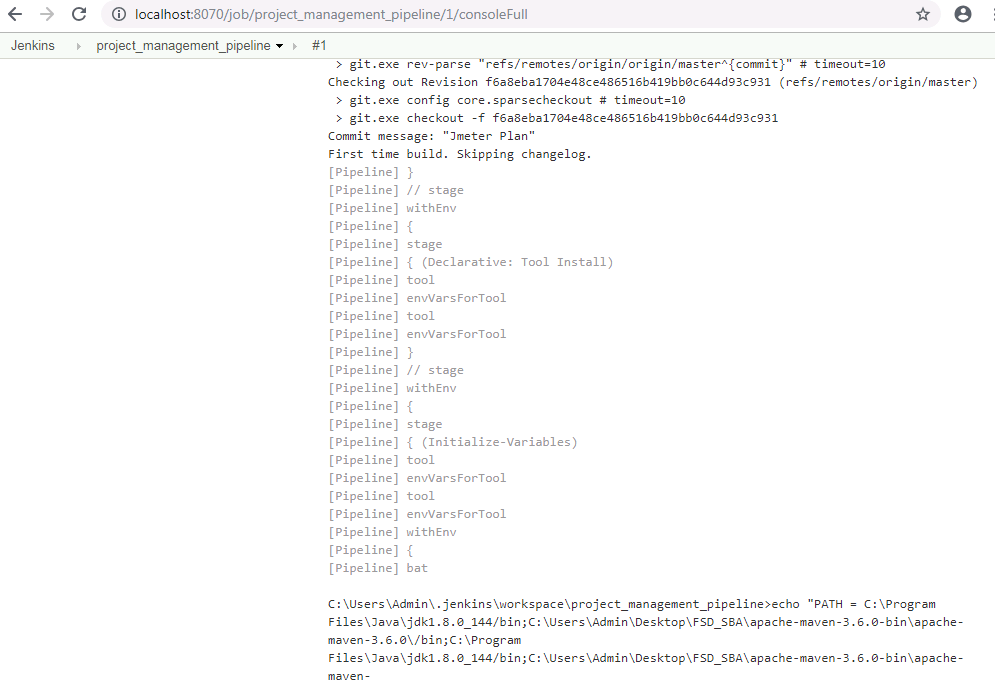 localhost:8070/job/project_management_pipeline/1/consoleFull
Jenkins project_management_pipeline #1
> git.exe rev-parse "refs/remotes/origin/origin/master^{commit}" # timeout=10
Checking out Revision f6a8eba1704e48ce486516b419bb0c644d93c931 (refs/remotes/origin/master)
> git.exe config core.sparsecheckout # timeout=10
> git.exe checkout -f f6a8eba1704e48ce486516b419bb0c644d93c931
Commit message: "Jmeter Plan"
First time build. Skipping changelog.
[Pipeline] }
[Pipeline] // stage
[Pipeline] withEnv
[Pipeline] {
[Pipeline] stage
[Pipeline] { (Declarative: Tool Install)
[Pipeline] tool
[Pipeline] envVarsForTool
[Pipeline] tool
[Pipeline] envVarsForTool
[Pipeline] }
[Pipeline] // stage
[Pipeline] withEnv
[Pipeline] {
[Pipeline] stage
[Pipeline] { (Initialize-Variables)
[Pipeline] tool
[Pipeline] envVarsForTool
[Pipeline] tool
[Pipeline] envVarsForTool
[Pipeline] withEnv
[Pipeline] {
[Pipeline] bat
C:\Users\Admin\.jenkins\workspace\project_management_pipeline>echo "PATH = C:\Program
Files\Java\jdk1.8.0_144/bin;C:\Users\Admin\Desktop\FSD_SBA\apache-maven-3.6.0-bin\apache-
maven-3.6.0\/bin;C:\Program
Files\Java\jdk1.8.0_144/bin;C:\Users\Admin\Desktop\FSD_SBA\apache-maven-3.6.0-bin\apache-
maven-